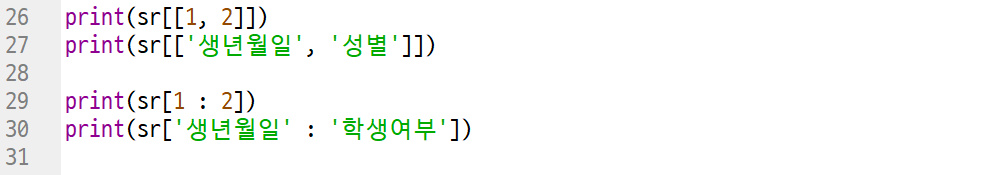 26 print(sr[[1, 2]])
27 print(sr[['생년월일', '성별']])
28
29 print(sr[1 : 2])
30 print(sr['생년월일' : '학생여부'])
31